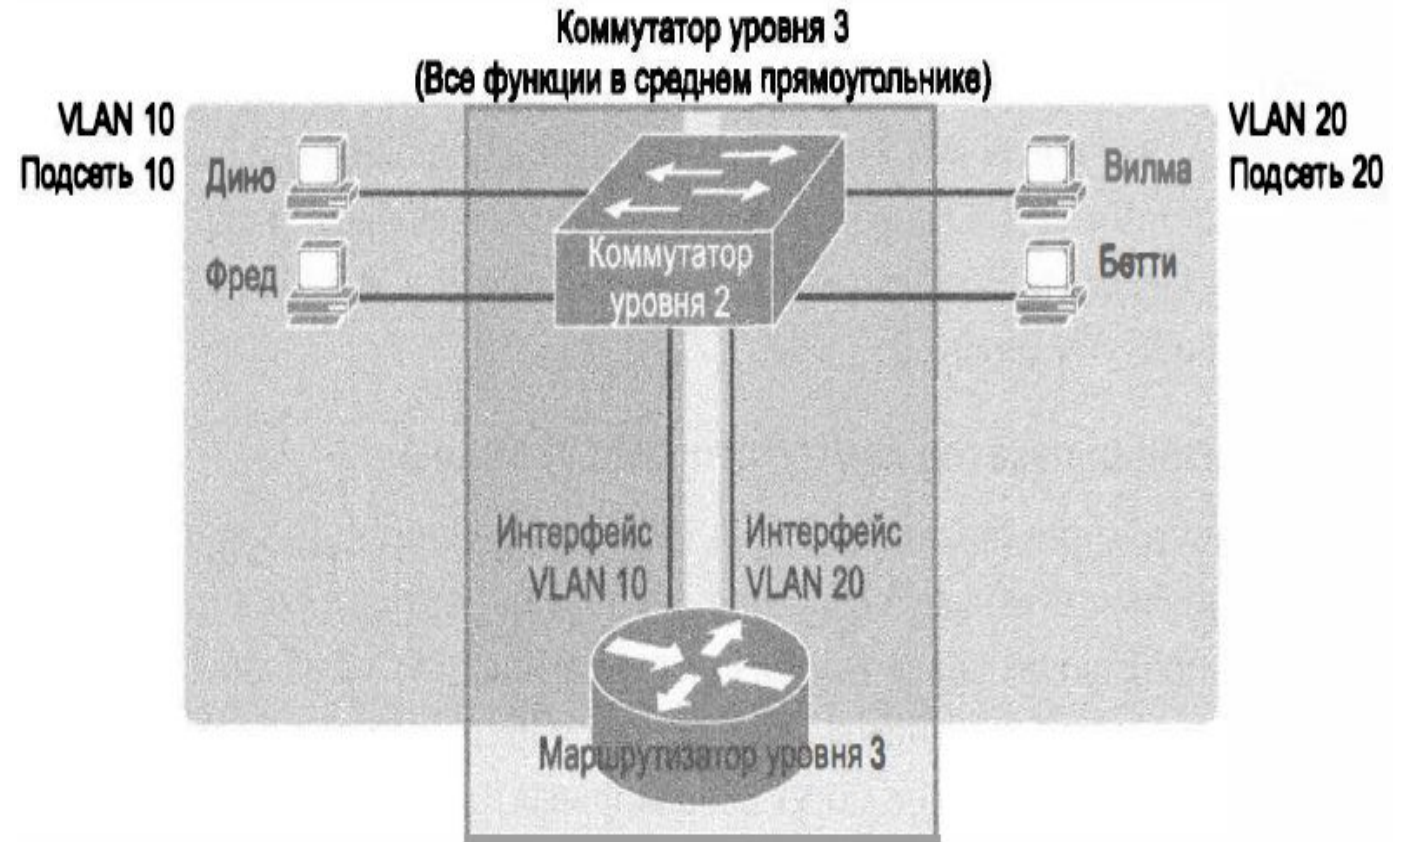 Коммутатор уровня 3
(Все функции в среднем прямоугольнике)
VLAN 10
Подсеть 10
VLAN 20
Подсеть 20
Дино
Вилма
Фред
Бетти
Коммутатор
уровня 2
Интерфейс
VLAN 10
Интерфейс
VLAN 20
Маршрутизатор уровня 3